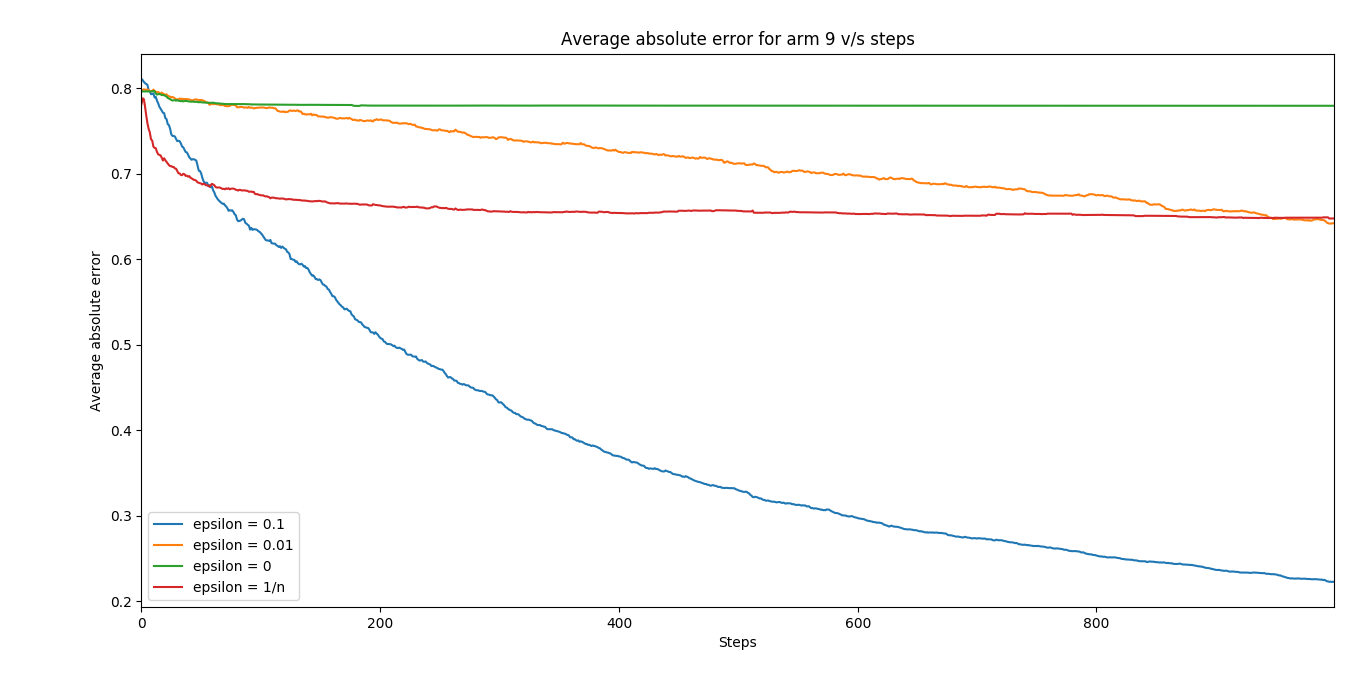 Average absolute error for arm 9 v/s steps
Average absolute error
0.8
0.7
0.6
0.5
0.4
0.3
0.2
epsilon = 0.1
epsilon = 0.01
epsilon = 0
epsilon = 1/n
0
200
400
600
800
Steps